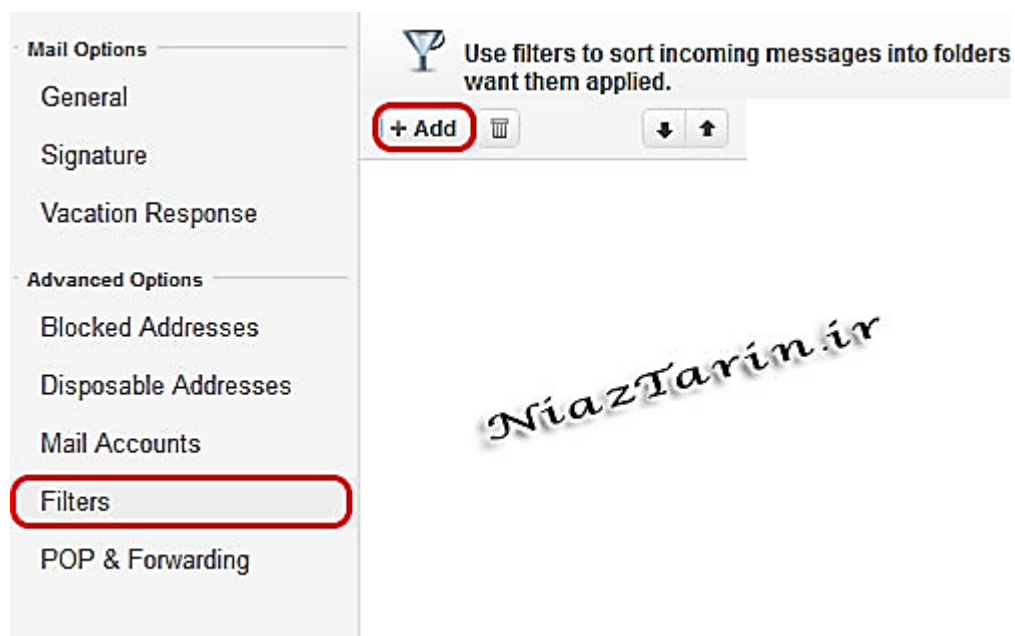 Mail Options
General
Signature
Vacation Response
Advanced Options
Blocked Addresses
Disposable Addresses
Mail Accounts
Filters
POP & Forwarding
Use filters to sort incoming messages into folders
want them applied.
+ Add
NiazTarin.ir